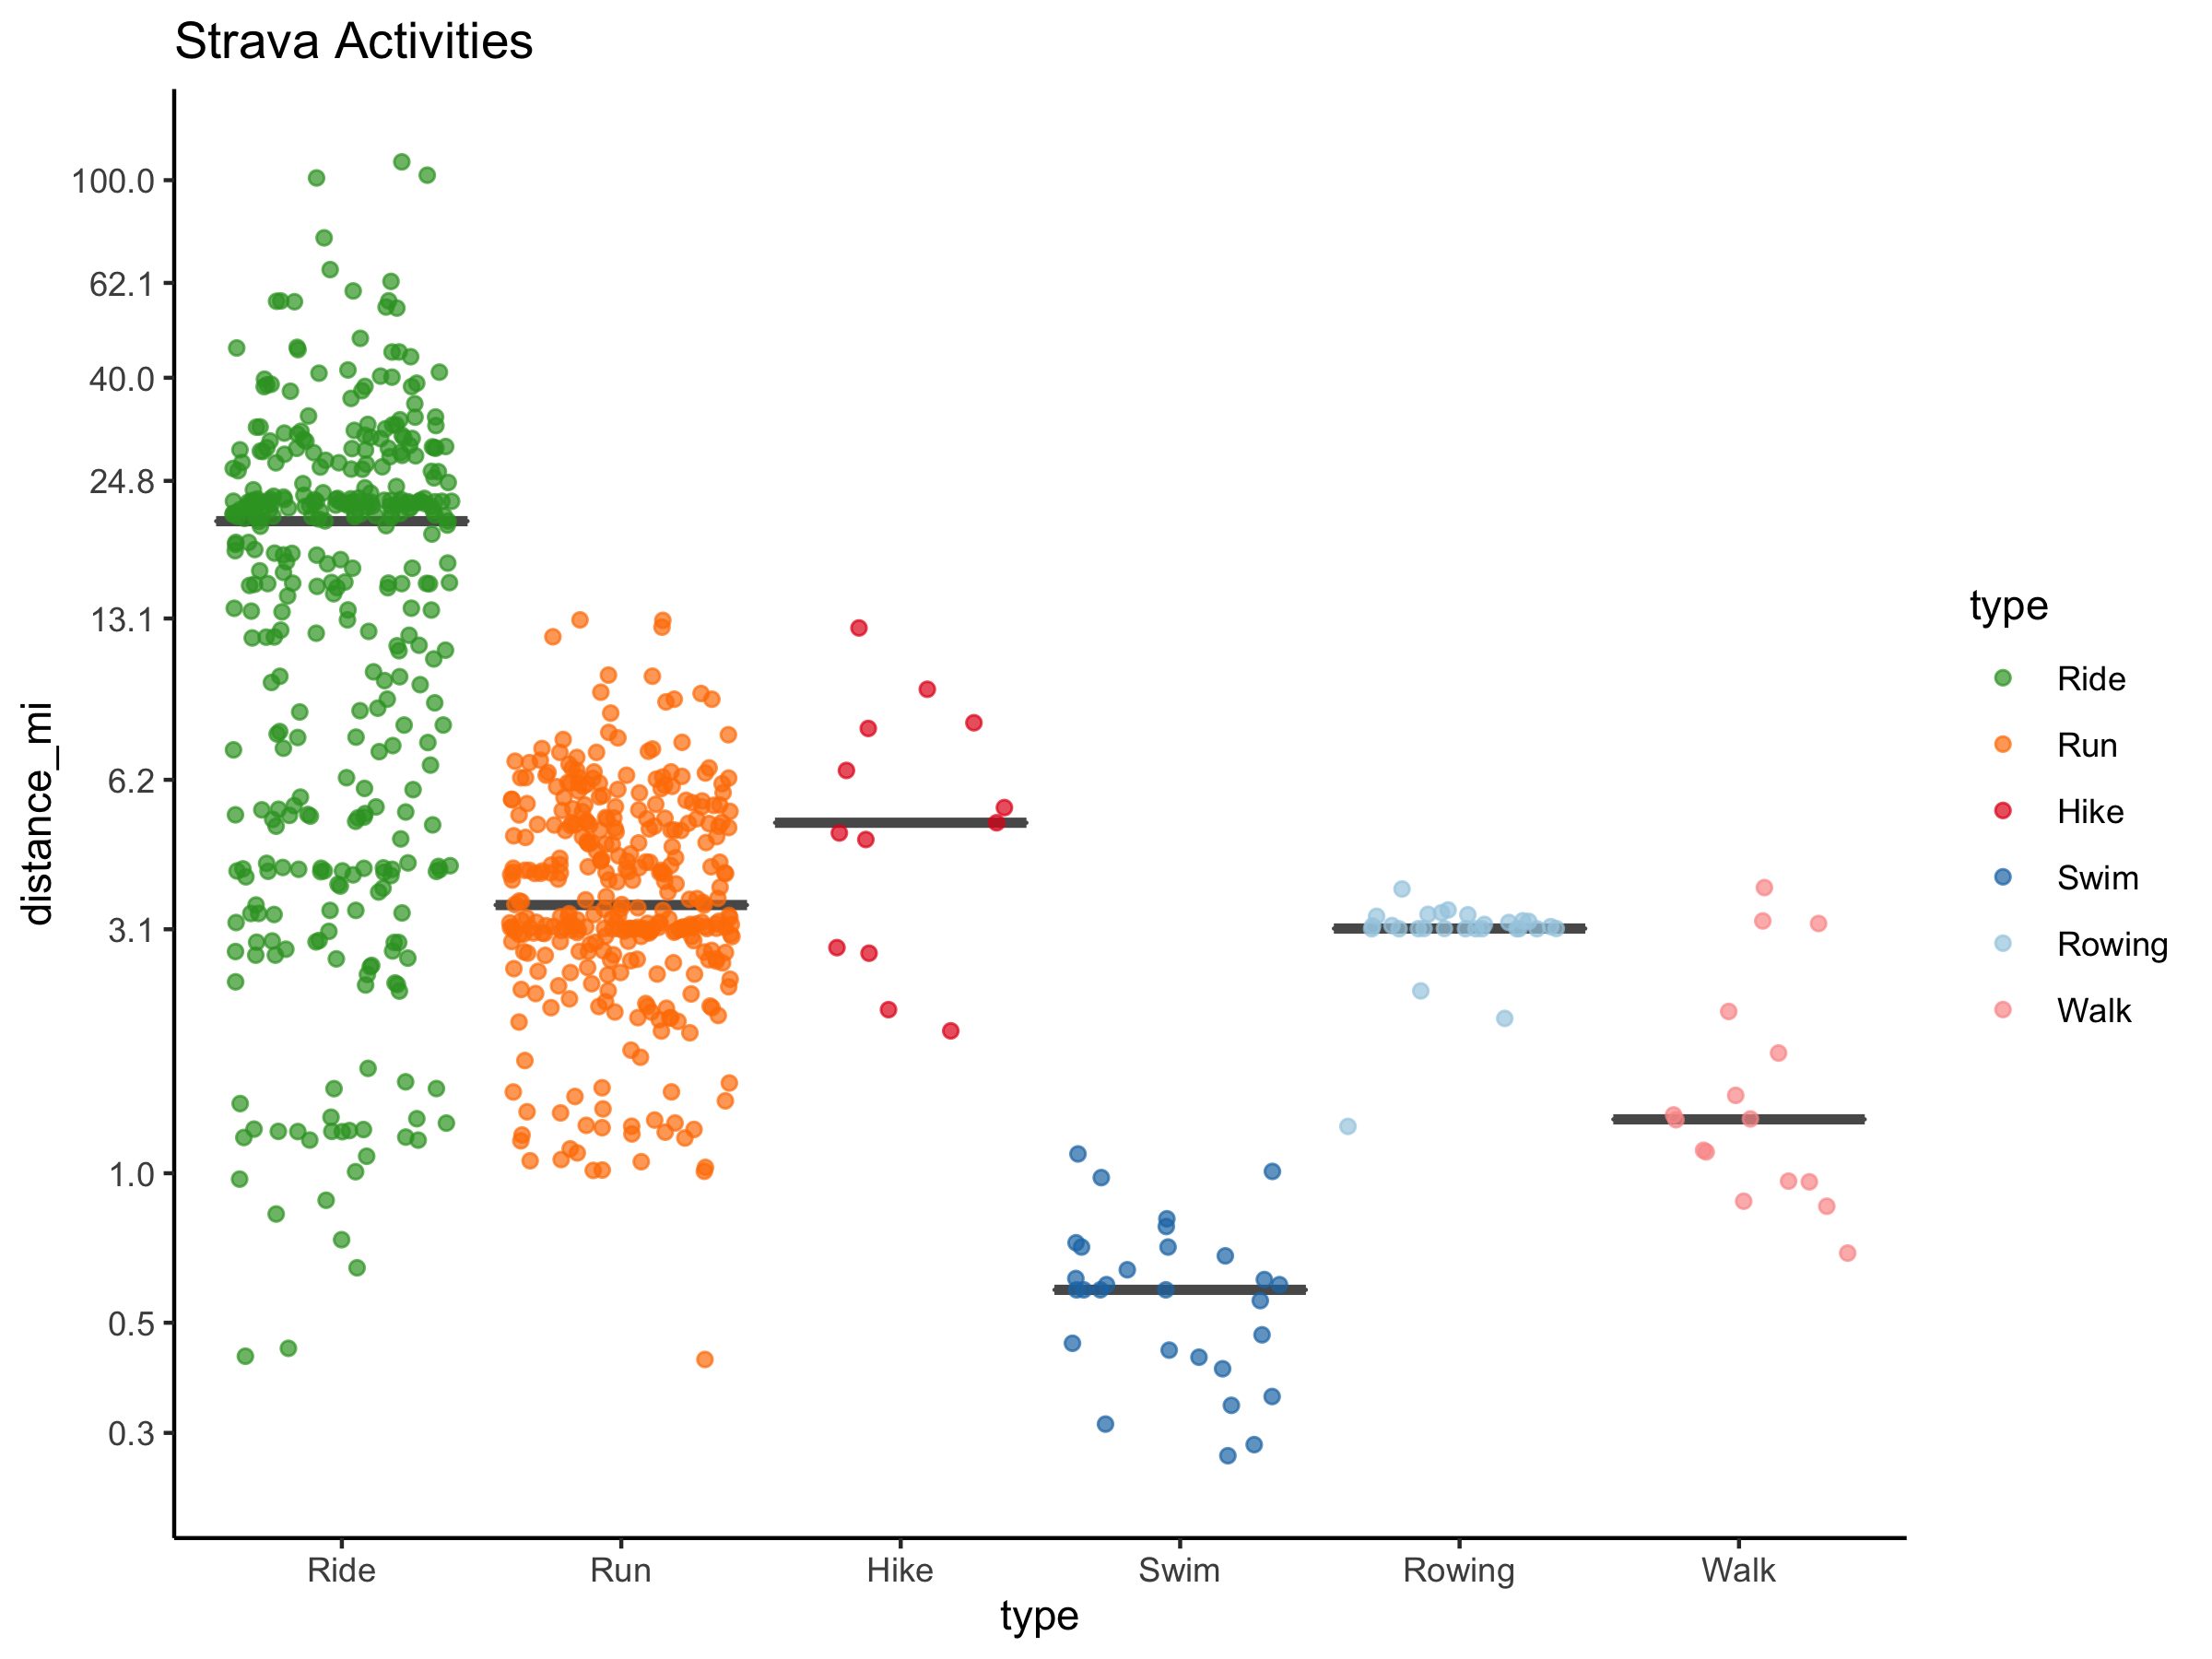 Strava Activities
distance_mi
100.0
62.1
40.0
24.8
13.1
6.2
3.1
1.0
0.5
0.3
Ride
Run
Hike
Swim
Rowing
Walk
type
type
Ride
Run
Hike
Swim
Rowing
Walk